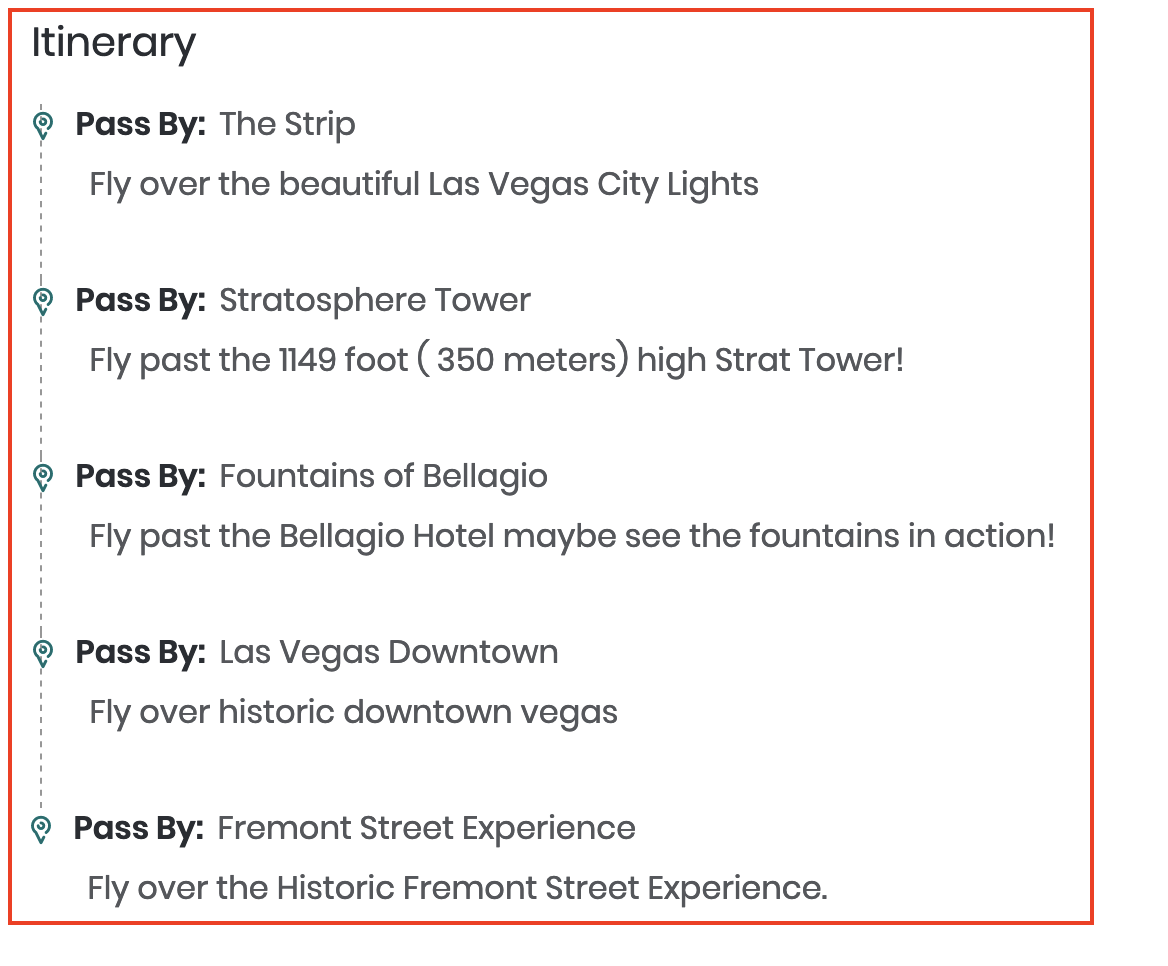 Itinerary
Pass By: The Strip
Fly over the beautiful Las Vegas City Lights
Pass By: Stratosphere Tower
Fly past the 1149 foot ( 350 meters) high Strat Tower!
Pass By: Fountains of Bellagio
Fly past the Bellagio Hotel maybe see the fountains in action!
Pass By: Las Vegas Downtown
Fly over historic downtown vegas
Pass By: Fremont Street Experience
Fly over the Historic Fremont Street Experience.